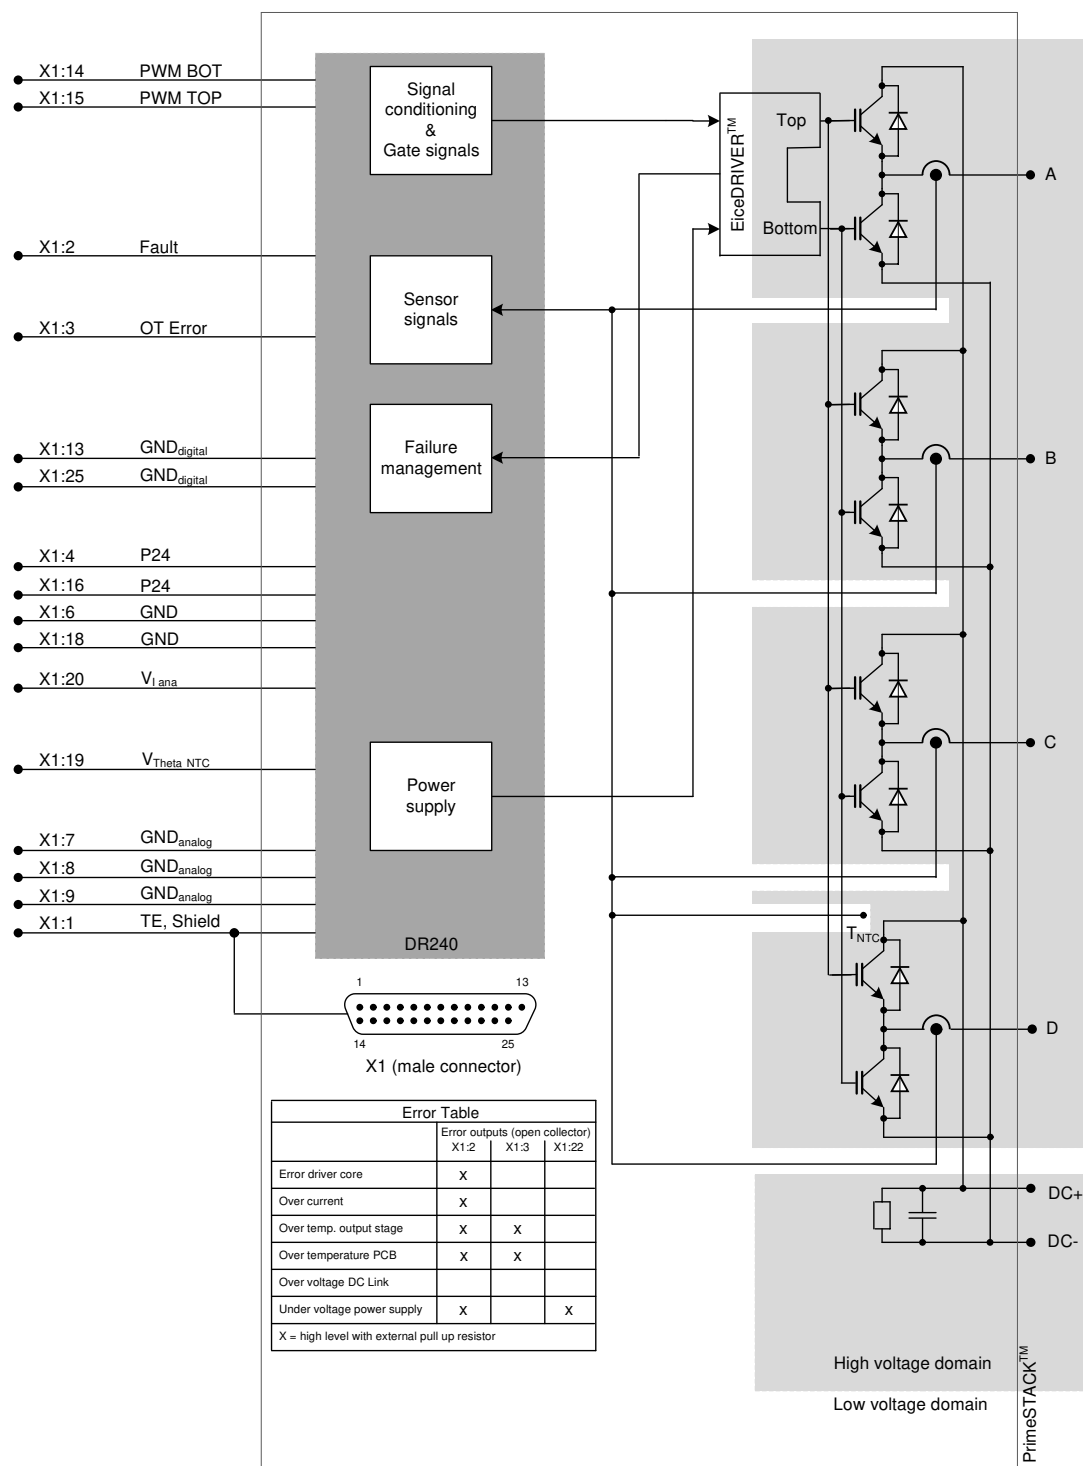 X1:14 PWM BOT
X1:15 PWM TOP
X1:2 Fault
X1:3 OT Error
X1:13 GNDdigital
X1:25 GNDdigital
X1:4 P24
X1:16 P24
X1:6 GND
X1:18 GND
X1:20 VI ana
X1:19 VTheta NTC
X1:7 GNDanalog
X1:8 GNDanalog
X1:9 GNDanalog
X1:1 TE, Shield
Signal
conditioning
&
Gate signals
Sensor
signals
Failure
management
Power
supply
DR240
EiceDRIVER™
Top
Bottom
A
B
C
TNTC
D
DC+
DC-
1 13
14 25
X1 (male connector)
Error Table
Error outputs (open collector)
X1:2 X1:3 X1:22
Error driver core x
Over current x
Over temp. output stage x x
Over temperature PCB x x
Over voltage DC Link
Under voltage power supply x x
X = high level with external pull up resistor
High voltage domain
Low voltage domain
PrimeSTACK™